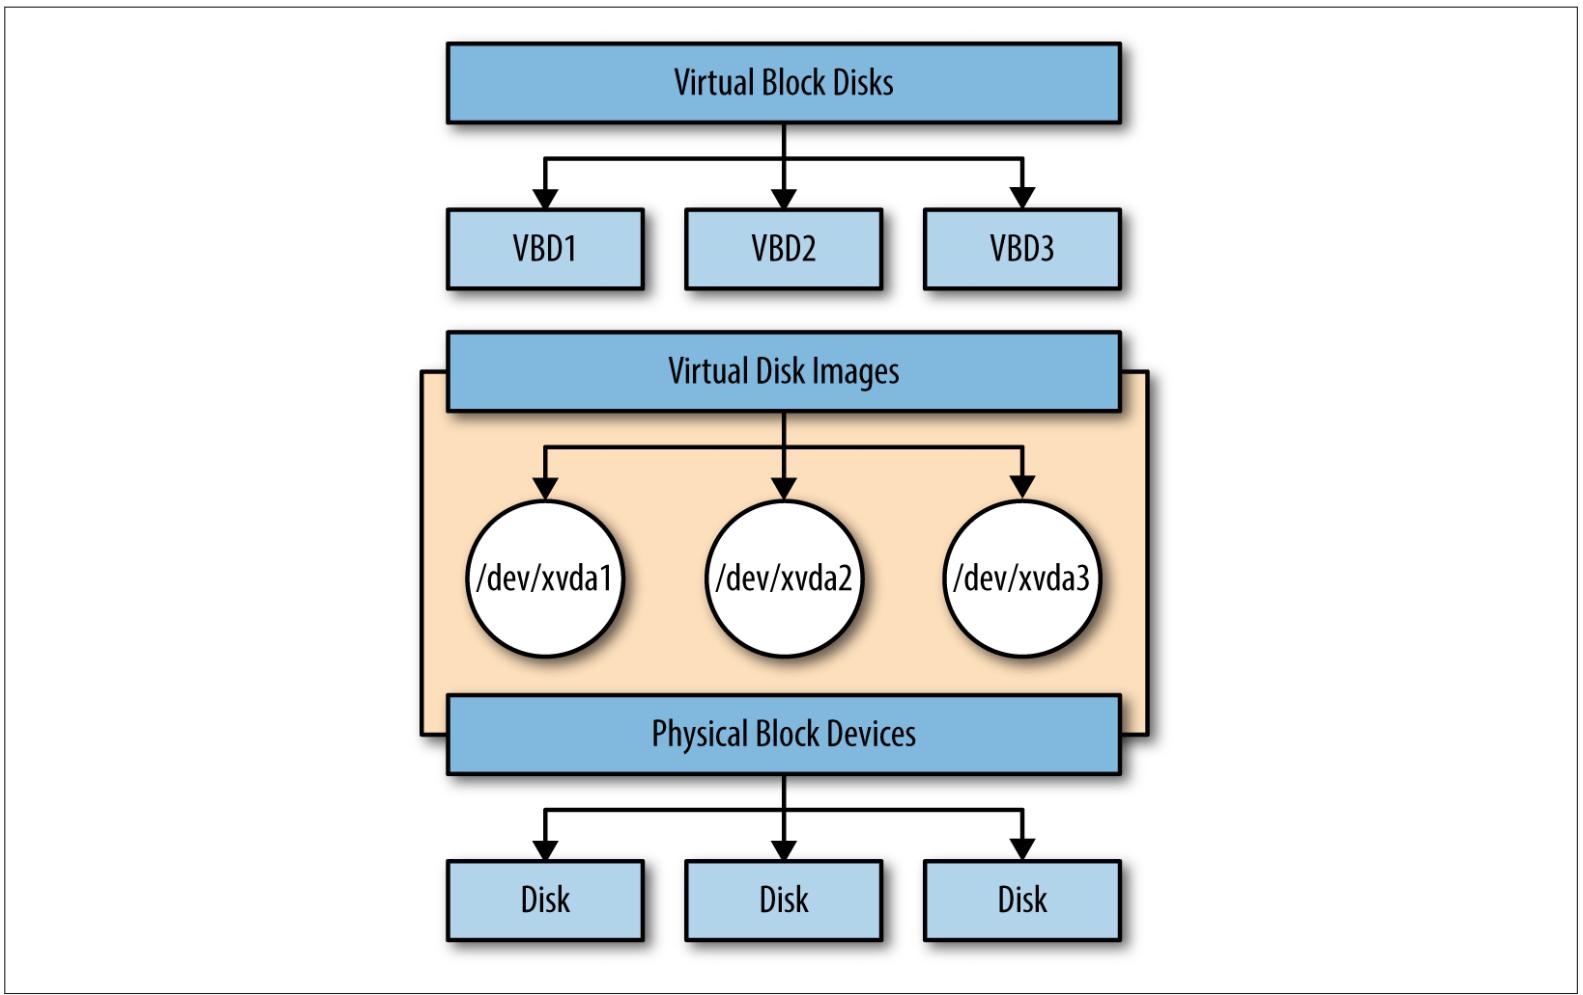 Virtual Block Disks
VBD1 VBD2 VBD3
Virtual Disk Images
/dev/xvda1 /dev/xvda2 /dev/xvda3
Physical Block Devices
Disk Disk Disk